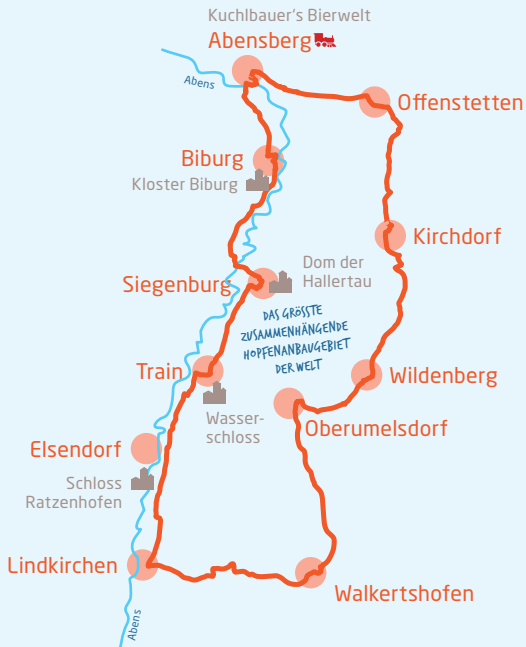 Kuchlbauer's Bierwelt
Abensberg
Abens
Offenstetten
Biburg
Kloster Biburg
Kirchdorf
Siegenburg
Dom der
Hallertau
DAS GRÖSSTE
ZUSAMMENHÄNGENDE
HOPFENANBAUGEBIET
DER WELT
Train
Wildenberg
Wasser-
schloss
Oberumelsdorf
Elsendorf
Schloss
Ratzenhofen
Lindkirchen
Walkertshofen
Abens